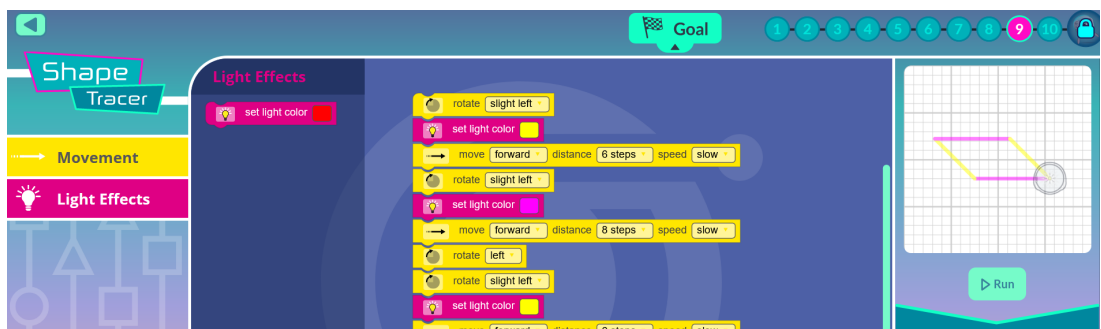 Goal
1 2 3 4 5 6 7 8 9 10
Shape
Tracer
Movement
Light Effects
Light Effects
set light color
rotate slight left
set light color
move forward distance 6 steps speed slow
rotate slight left
set light color
move forward distance 8 steps speed slow
rotate left
rotate slight left
set light color
Run